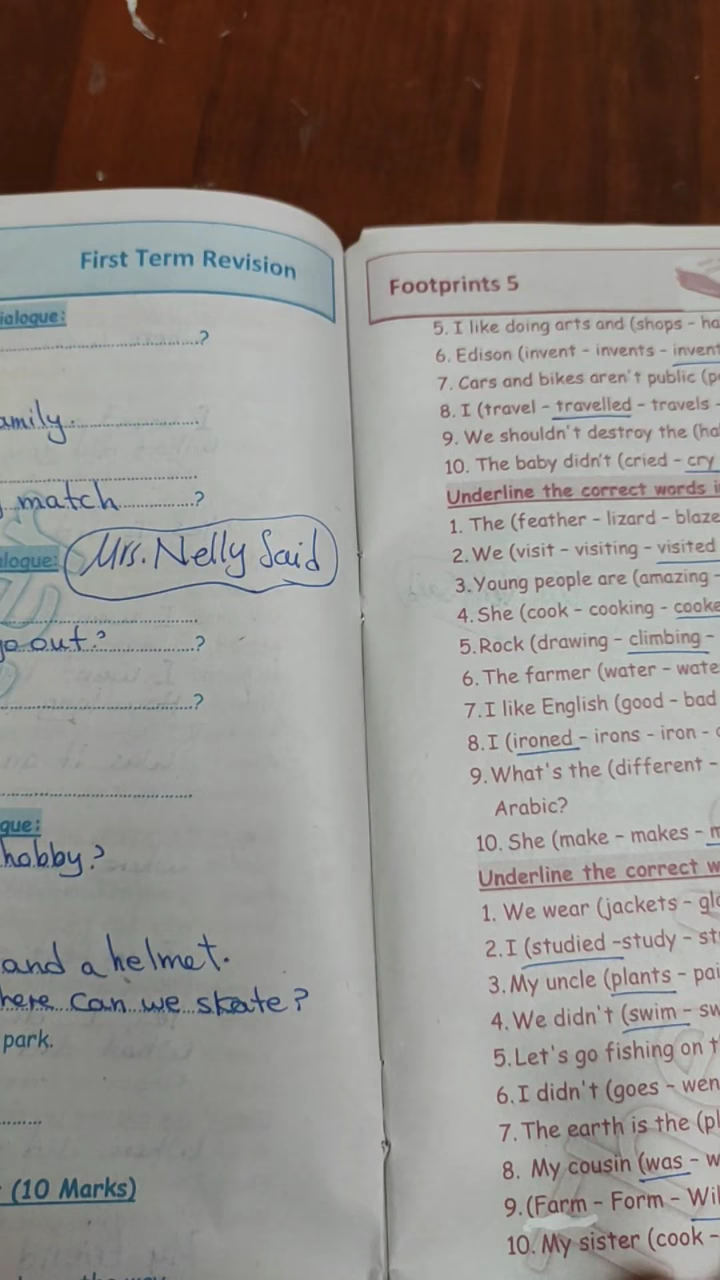 First Term Revision
ialogue:
?
amily.
match ?
alogue: Mrs. Nelly Said
go out? ?
?
gue:
hobby?
and a helmet.
here can we skate?
park.
(10 Marks)
Footprints 5
5. I like doing arts and (shops - ha
6. Edison (invent - invents - invent
7. Cars and bikes aren't public (p
8. I (travel - travelled - travels -
9. We shouldn't destroy the (ha
10. The baby didn't (cried - cry
Underline the correct words i
1. The (feather - lizard - blaze
2. We (visit - visiting - visited
3. Young people are (amazing -
4. She (cook - cooking - cooke
5. Rock (drawing - climbing -
6. The farmer (water - wate
7. I like English (good - bad
8. I (ironed - irons - iron -
9. What's the (different -
Arabic?
10. She (make - makes - m
Underline the correct w
1. We wear (jackets - glo
2. I (studied -study - st
3. My uncle (plants - pai
4. We didn't (swim - sw
5. Let's go fishing on t
6. I didn't (goes - wen
7. The earth is the (pl
8. My cousin (was - w
9. (Farm - Form - Wil
10. My sister (cook -